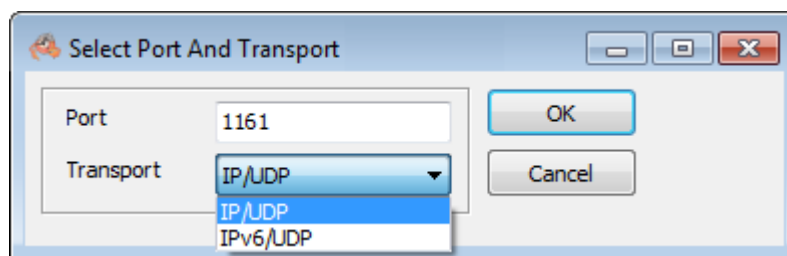 Select Port And Transport
Port 1161 OK
Transport IP/UDP Cancel
IP/UDP
IPv6/UDP